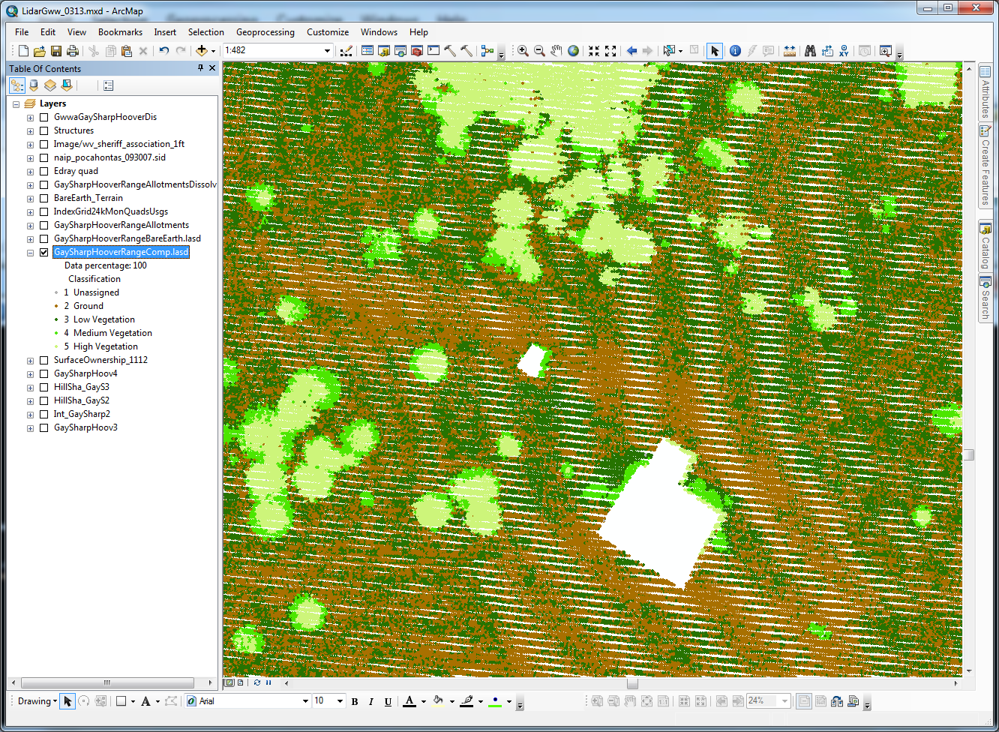 LidarGww_0313.mxd - ArcMap
File Edit View Bookmarks Insert Selection Geoprocessing Customize Windows Help
1:482
Table Of Contents
Layers
GwwaGaySharpHooverDis
Structures
Image/wv_sheriff_association_1ft
naip_pocahontas_093007.sid
Edray quad
GaySharpHooverRangeAllotmentsDissolv
BareEarth_Terrain
IndexGrid24kMonQuadsUsgs
GaySharpHooverRangeAllotments
GaySharpHooverRangeBareEarth.lasd
GaySharpHooverRangeComp.lasd
Data percentage: 100
Classification
1 Unassigned
2 Ground
3 Low Vegetation
4 Medium Vegetation
5 High Vegetation
SurfaceOwnership_1112
GaySharpHoov4
HillSha_GayS3
HillSha_GayS2
Int_GaySharp2
GaySharpHoov3
Attributes
Create Features
Catalog
Search
Drawing
A
Arial
10
B I U A
24%